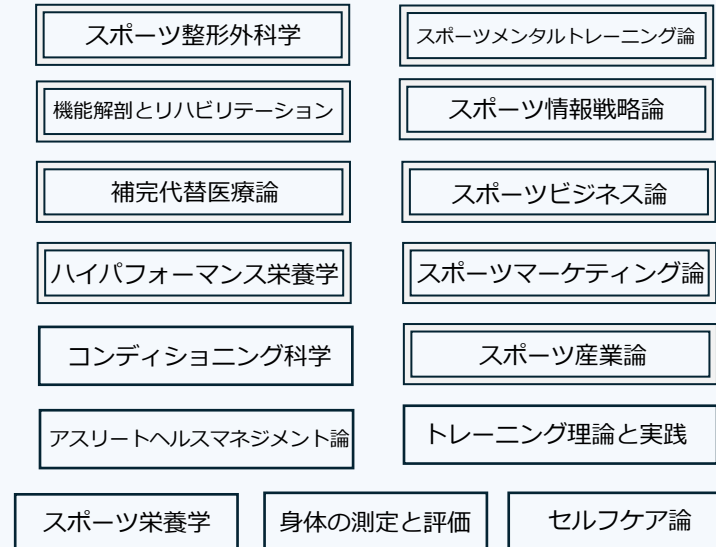 スポーツ整形外科学
スポーツメンタルトレーニング論
機能解剖とリハビリテーション
スポーツ情報戦略論
補完代替医療論
スポーツビジネス論
ハイパフォーマンス栄養学
スポーツマーケティング論
コンディショニング科学
スポーツ産業論
アスリートヘルスマネジメント論
トレーニング理論と実践
スポーツ栄養学
身体の測定と評価
セルフケア論